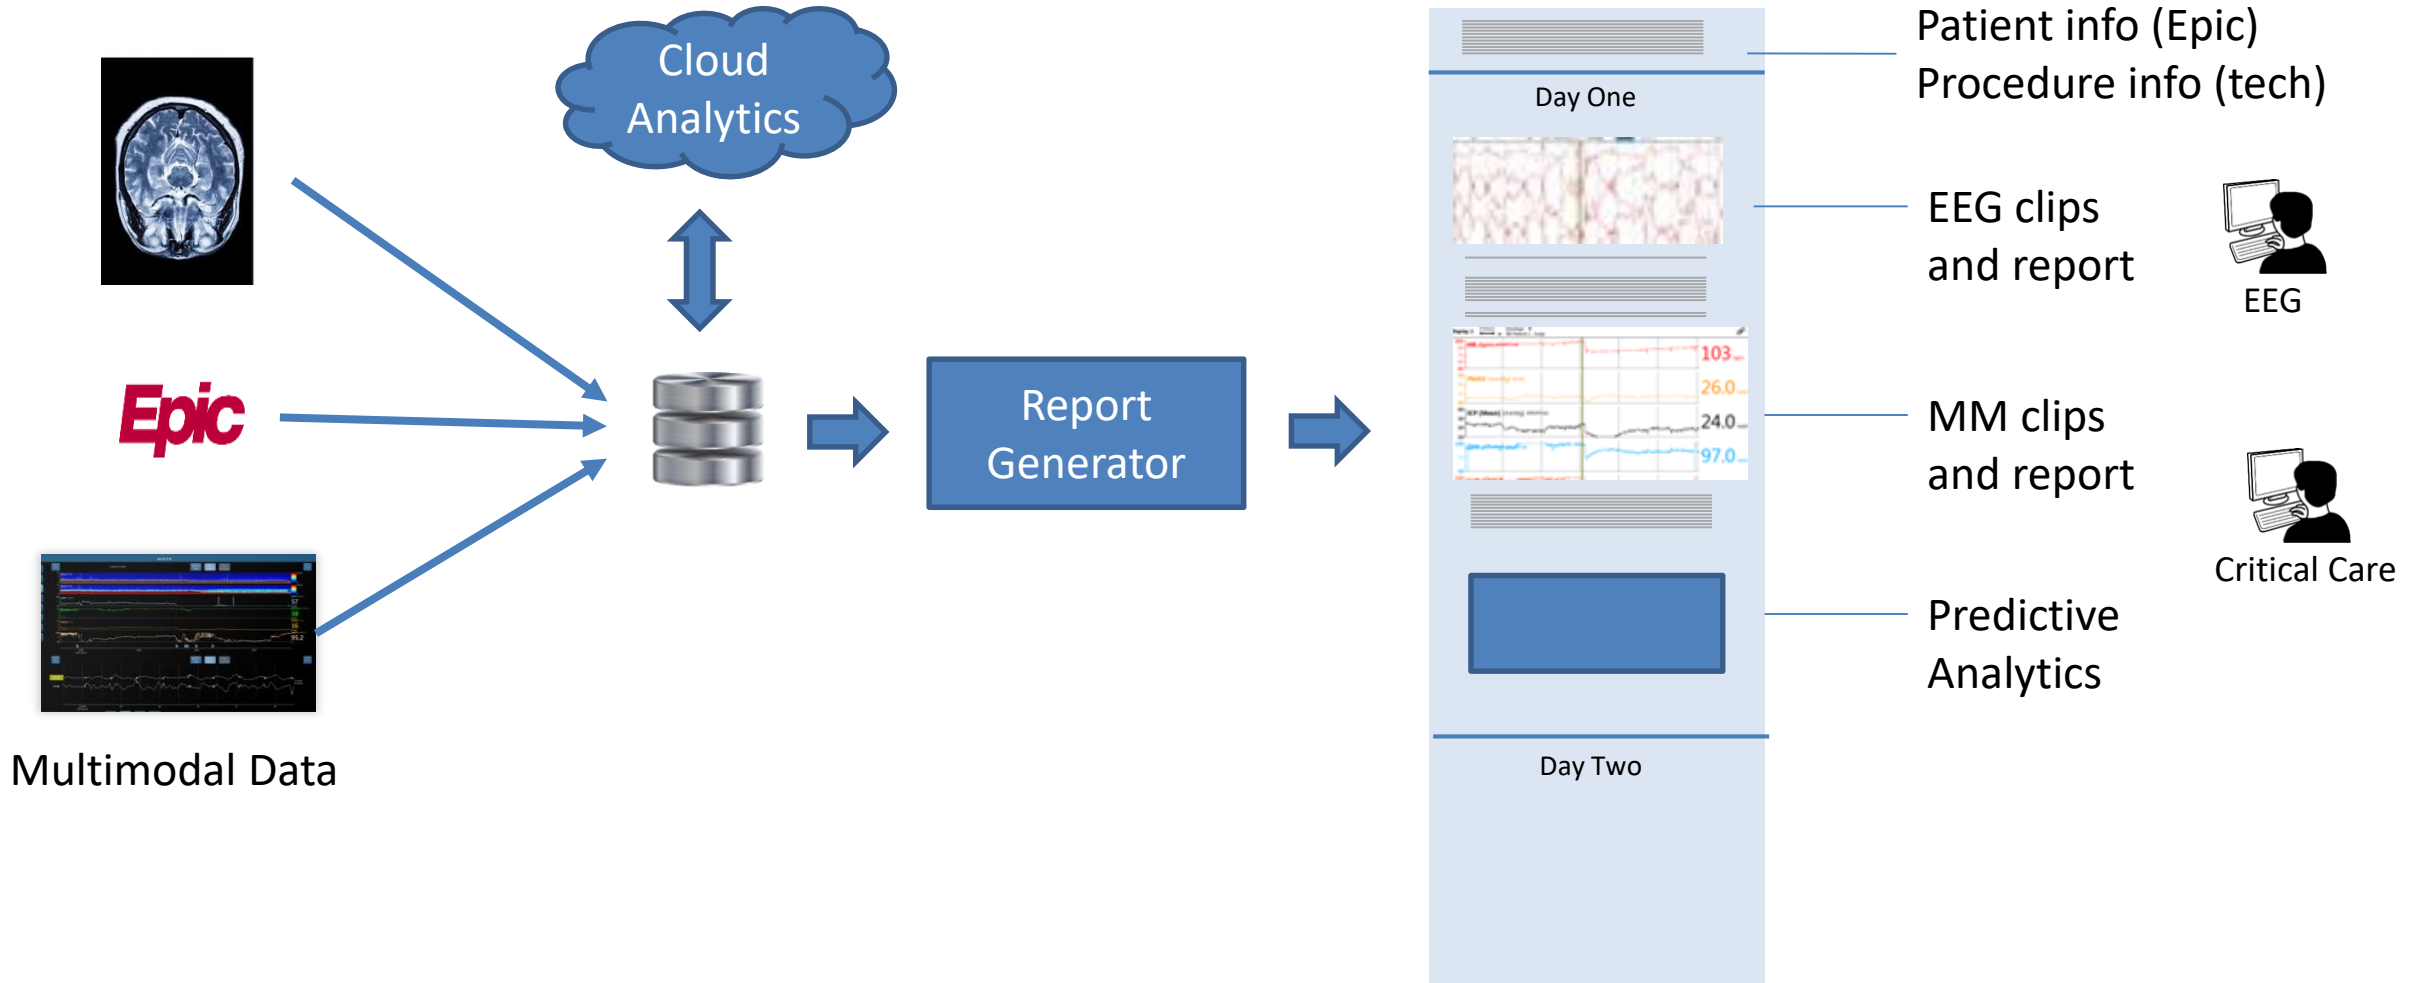 Cloud
Analytics
Epic
Multimodal Data
Report
Generator
Day One
103
26.0
24.0
97.0
Day Two
Patient info (Epic)
Procedure info (tech)
EEG clips
and report
EEG
MM clips
and report
Critical Care
Predictive
Analytics